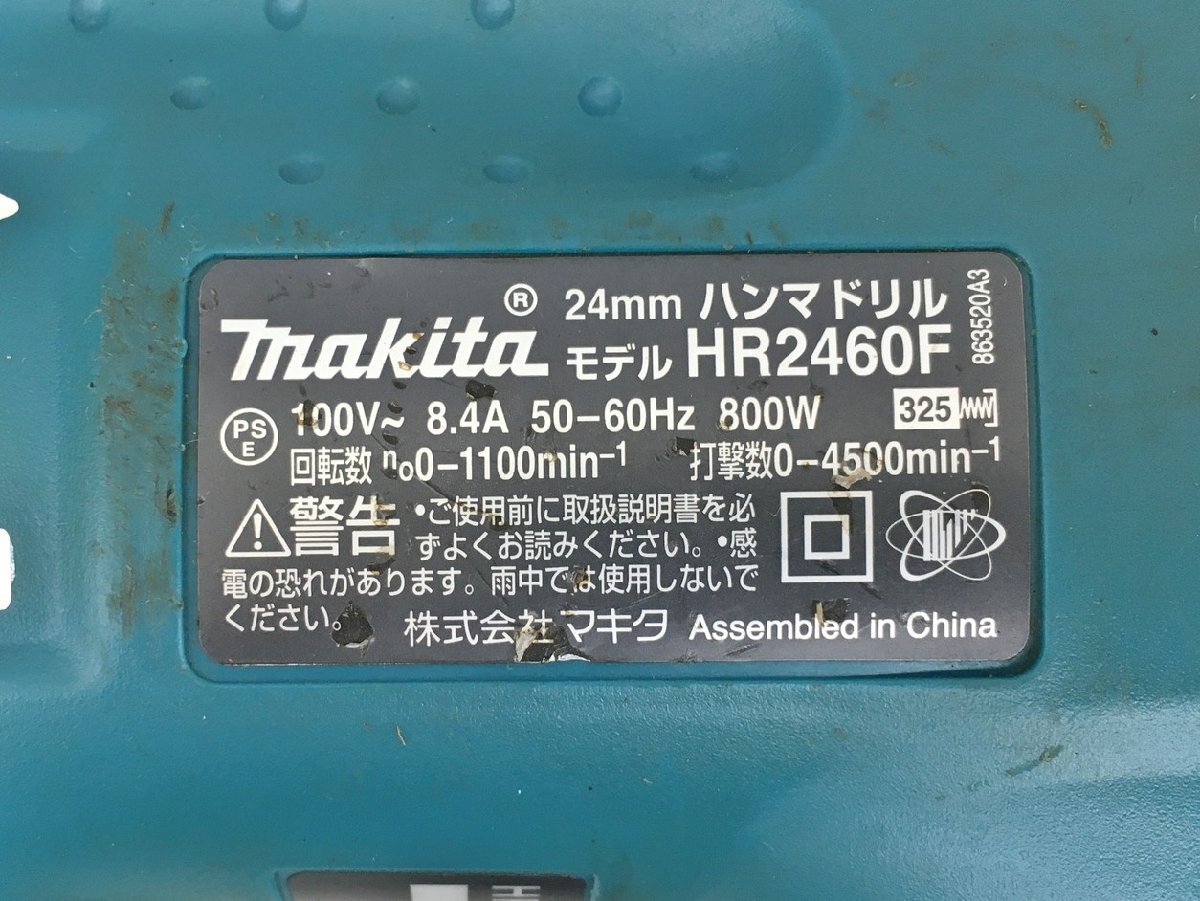 makita®
24mm ハンマドリル
モデル HR2460F
863520A3
PS
E
100V~ 8.4A 50-60Hz 800W
325
回転数 n₀0-1100min⁻¹ 打撃数0-4500min⁻¹
警告 •ご使用前に取扱説明書を必
ずよくお読みください。•感
電の恐れがあります。雨中では使用しないで
ください。
株式会社マキタ Assembled in China